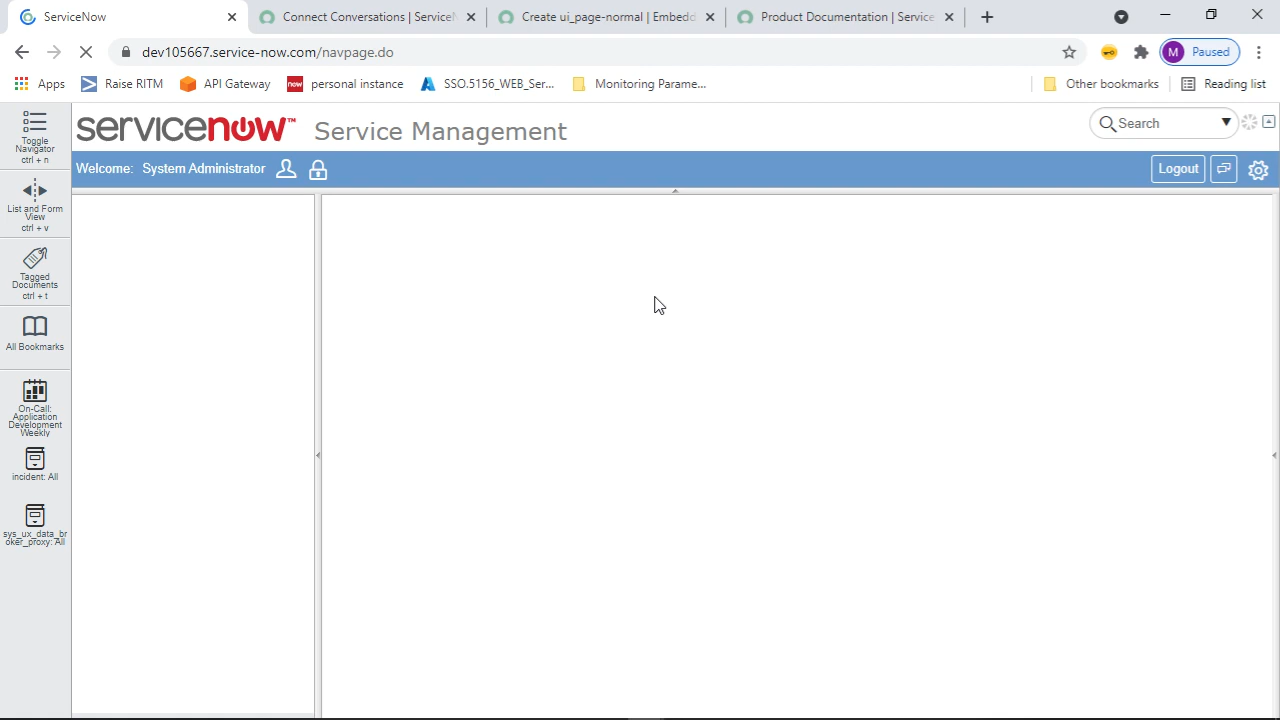 ServiceNow
Connect Conversations | Service
Create ui_page-normal | Embedd
Product Documentation | Service
dev105667.service-now.com/navpage.do
M Paused
Apps
Raise RITM
API Gateway
now personal instance
SSO.5156_WEB_Ser...
Monitoring Parame...
Other bookmarks
Reading list
Toggle
Navigator
ctrl + n
servicenow™ Service Management
Search
Welcome: System Administrator
Logout
List and Form
View
ctrl + v
Tagged
Documents
ctrl + t
All Bookmarks
On-Call:
Application
Development
Weekly
incident: All
sys_ux_data_br
oker_proxy: All